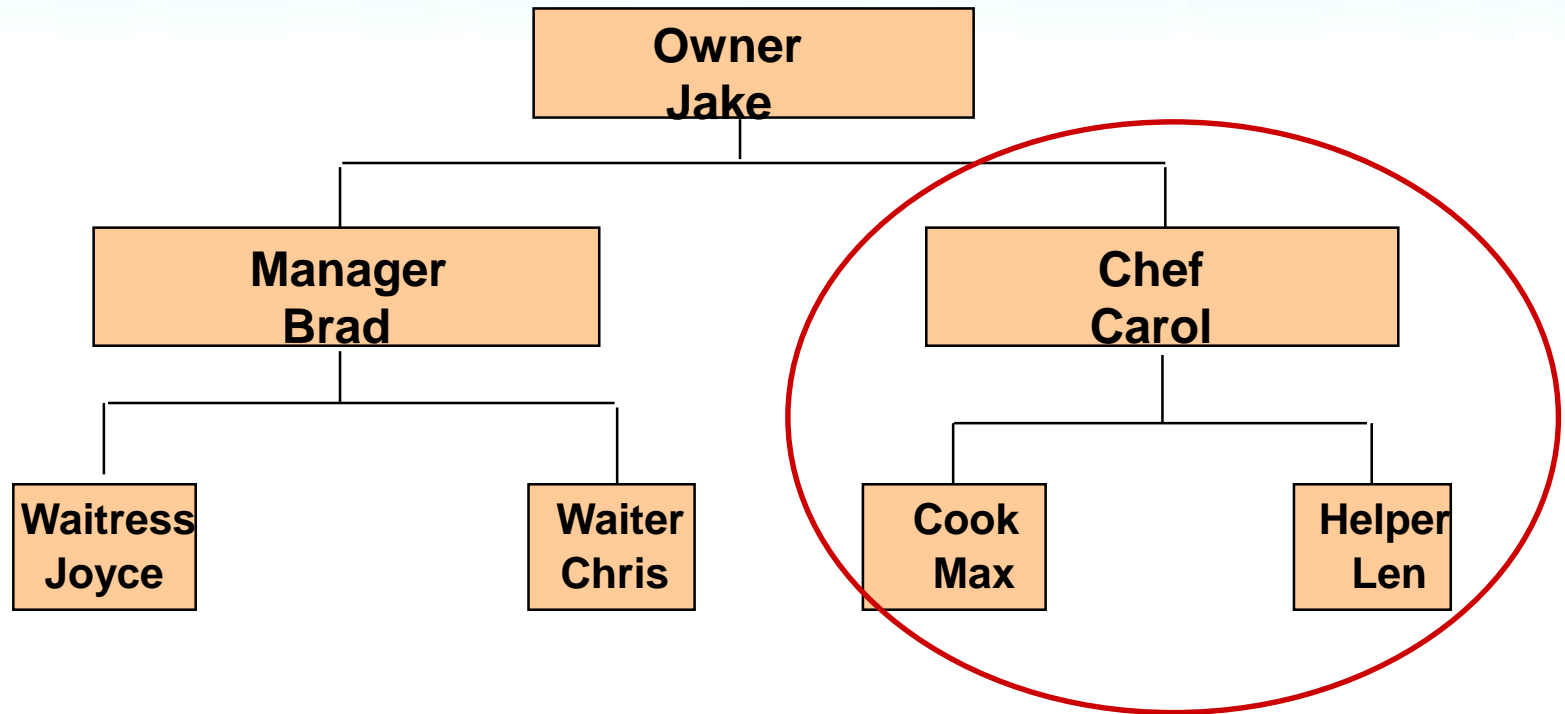 Owner
Jake
Manager
Brad
Chef
Carol
Waitress
Joyce
Waiter
Chris
Cook
Max
Helper
Len